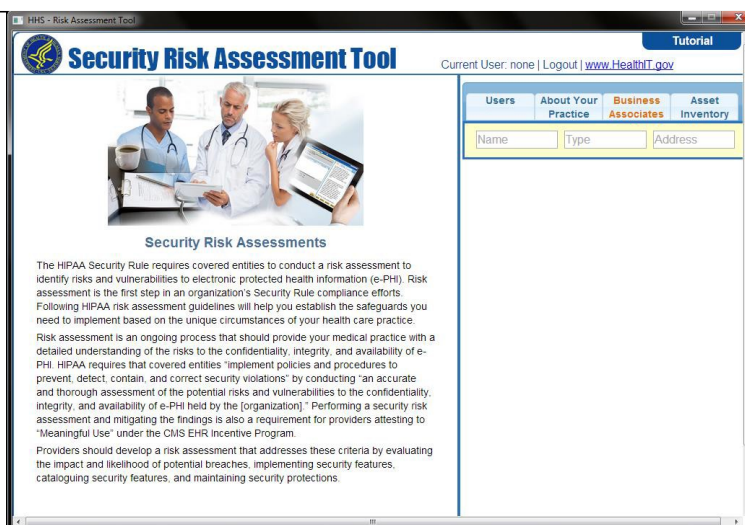 HHS - Risk Assessment Tool
Security Risk Assessment Tool
Tutorial
Current User: none | Logout | www.HealthIT.gov
Users
About Your
Practice
Business
Associates
Asset
Inventory
Name
Type
Address
Security Risk Assessments
The HIPAA Security Rule requires covered entities to conduct a risk assessment to
identify risks and vulnerabilities to electronic protected health information (e-PHI). Risk
assessment is the first step in an organization's Security Rule compliance efforts.
Following HIPAA risk assessment guidelines will help you establish the safeguards you
need to implement based on the unique circumstances of your health care practice.
Risk assessment is an ongoing process that should provide your medical practice with a
detailed understanding of the risks to the confidentiality, integrity, and availability of e-
PHI. HIPAA requires that covered entities “implement policies and procedures to
prevent, detect, contain, and correct security violations” by conducting “an accurate
and thorough assessment of the potential risks and vulnerabilities to the confidentiality,
integrity, and availability of e-PHI held by the [organization].” Performing a security risk
assessment and mitigating the findings is also a requirement for providers attesting to
“Meaningful Use” under the CMS EHR Incentive Program.
Providers should develop a risk assessment that addresses these criteria by evaluating
the impact and likelihood of potential breaches, implementing security features,
cataloguing security features, and maintaining security protections.